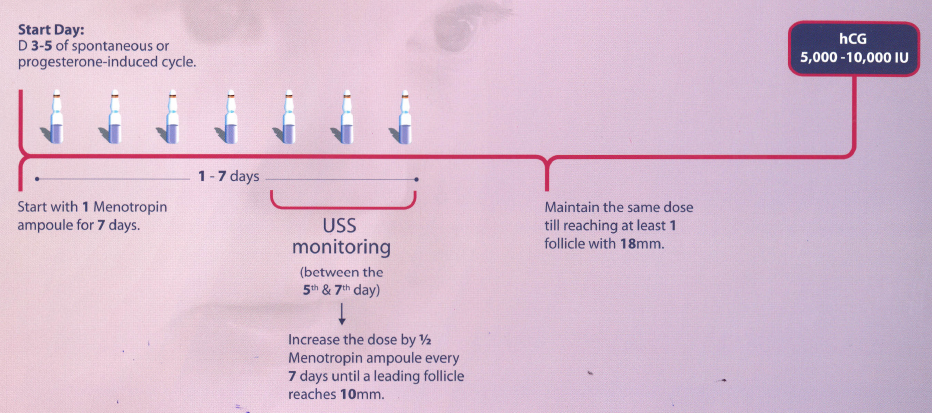 Start Day:
D 3-5 of spontaneous or
progesterone-induced cycle.
hCG
5,000 -10,000 IU
1 - 7 days
Start with 1 Menotropin
ampoule for 7 days.
USS
monitoring
(between the
5th & 7th day)
Increase the dose by ½
Menotropin ampoule every
7 days until a leading follicle
reaches 10mm.
Maintain the same dose
till reaching at least 1
follicle with 18mm.